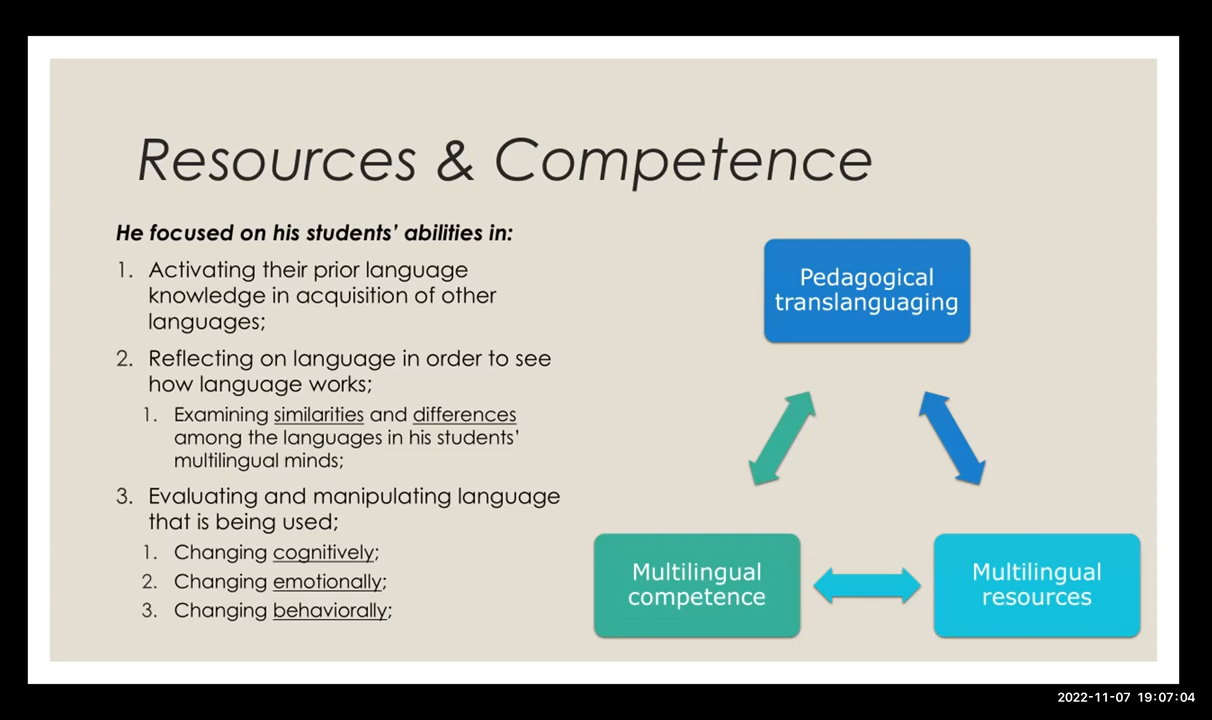 Resources & Competence
He focused on his students’ abilities in:
1. Activating their prior language
knowledge in acquisition of other
languages;
2. Reflecting on language in order to see
how language works;
1. Examining similarities and differences
among the languages in his students’
multilingual minds;
3. Evaluating and manipulating language
that is being used;
1. Changing cognitively;
2. Changing emotionally;
3. Changing behaviorally;
Pedagogical
translanguaging
Multilingual
competence
Multilingual
resources
2022-11-07 19:07:04